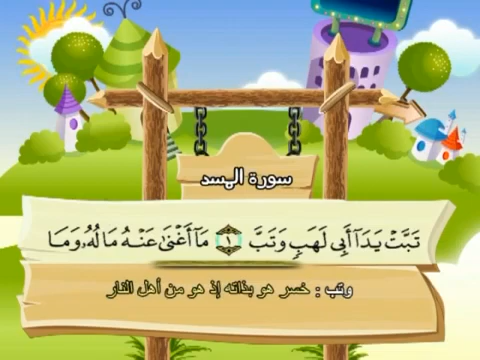 سورة المسد
تَبَّتْ يَدَآ أَبِى لَهَبٍ وَتَبَّ ١ مَآ أَغْنَىٰ عَنْهُ مَالُهُۥ وَمَا
وتب : خسر هو بذاته إذ هو من أهل النار